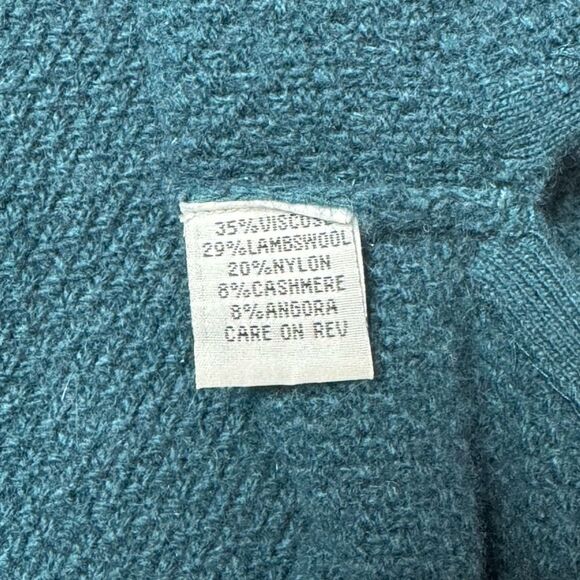 35%VISCOSE
29%LAMBSWOOL
20%NYLON
8%CASHMERE
8%ANGORA
CARE ON REV